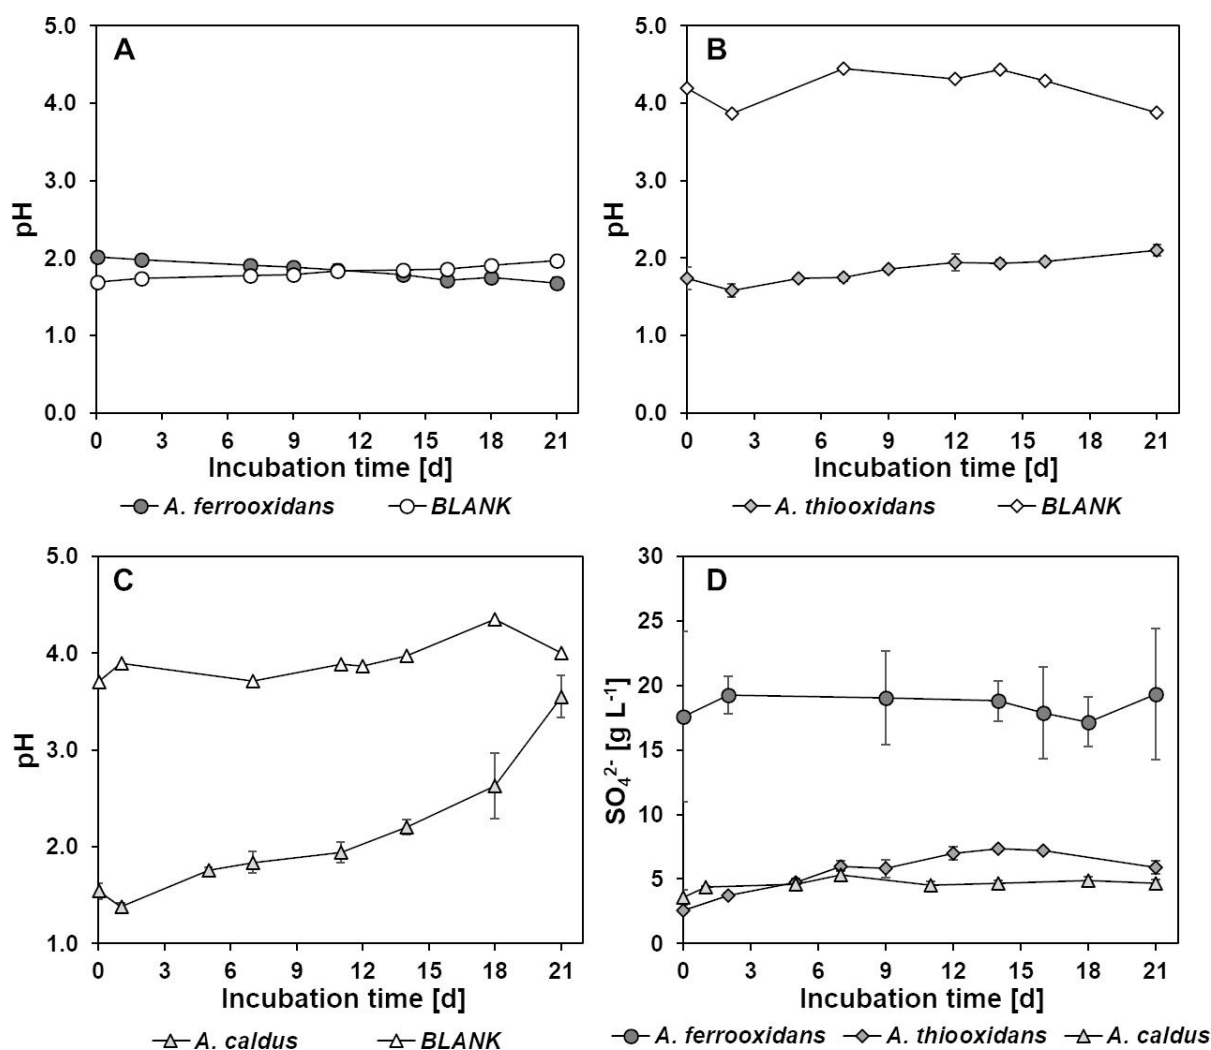 A
pH
5.0
4.0
3.0
2.0
1.0
0.0
0 3 6 9 12 15 18 21
Incubation time [d]
A. ferrooxidans BLANK
B
pH
5.0
4.0
3.0
2.0
1.0
0.0
0 3 6 9 12 15 18 21
Incubation time [d]
A. thiooxidans BLANK
C
pH
5.0
4.0
3.0
2.0
1.0
0 3 6 9 12 15 18 21
Incubation time [d]
A. caldus BLANK
D
SO₄²⁻ [g L⁻¹]
30
25
20
15
10
5
0
0 3 6 9 12 15 18 21
Incubation time [d]
A. ferrooxidans A. thiooxidans A. caldus